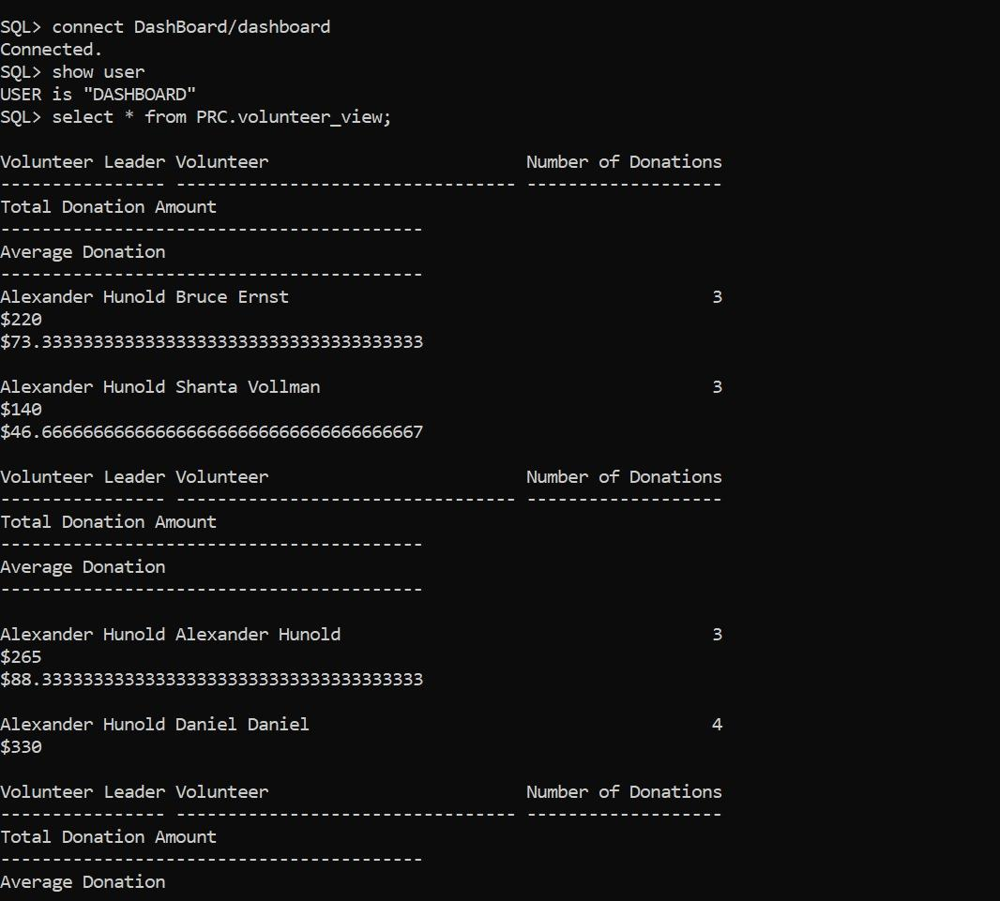 SQL> connect DashBoard/dashboard
Connected.
SQL> show user
USER is "DASHBOARD"
SQL> select * from PRC.volunteer_view;
Volunteer Leader Volunteer                         Number of Donations
---------------- --------------------------------- -------------------
Total Donation Amount
-----------------------------------------
Average Donation
-----------------------------------------
Alexander Hunold Bruce Ernst                                         3
$220
$73.3333333333333333333333333333333333333
Alexander Hunold Shanta Vollman                                      3
$140
$46.6666666666666666666666666666666666667
Volunteer Leader Volunteer                         Number of Donations
---------------- --------------------------------- -------------------
Total Donation Amount
-----------------------------------------
Average Donation
-----------------------------------------
Alexander Hunold Alexander Hunold                                    3
$265
$88.3333333333333333333333333333333333333
Alexander Hunold Daniel Daniel                                       4
$330
Volunteer Leader Volunteer                         Number of Donations
---------------- --------------------------------- -------------------
Total Donation Amount
-----------------------------------------
Average Donation